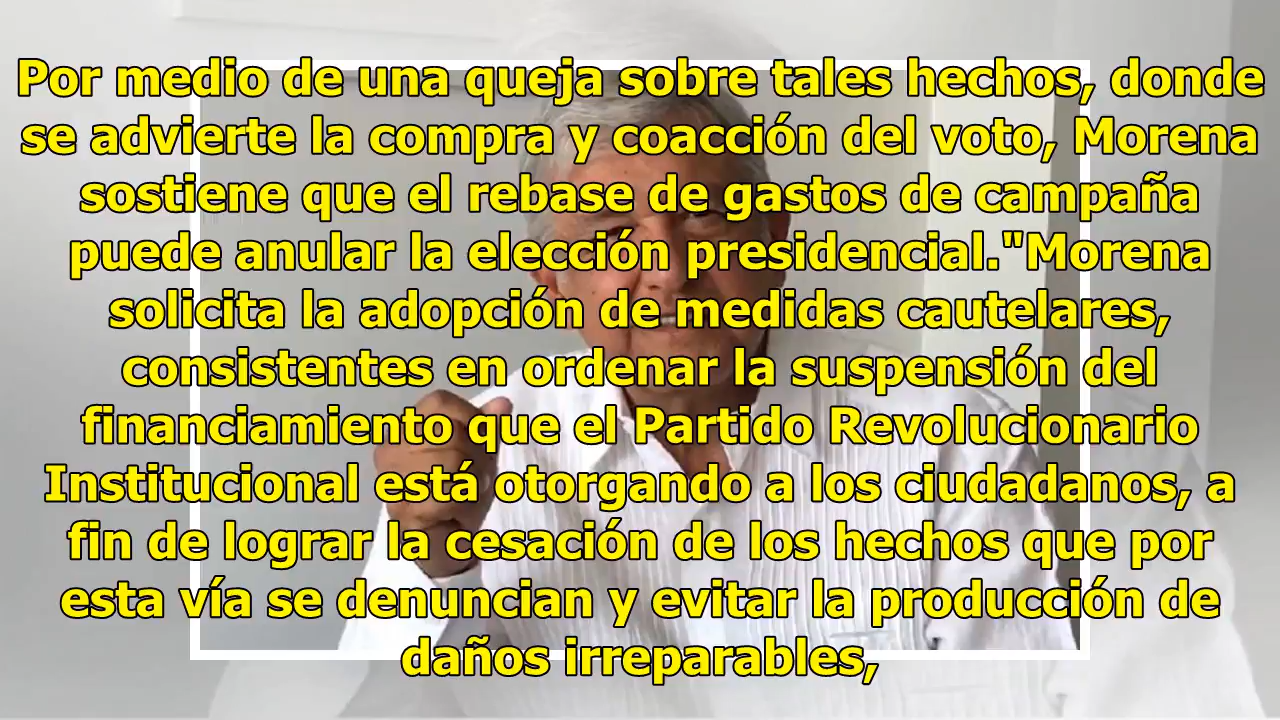 Por medio de una queja sobre tales hechos, donde
se advierte la compra y coacción del voto, Morena
sostiene que el rebase de gastos de campaña
puede anular la elección presidencial."Morena
solicita la adopción de medidas cautelares,
consistentes en ordenar la suspensión del
financiamiento que el Partido Revolucionario
Institucional está otorgando a los ciudadanos, a
fin de lograr la cesación de los hechos que por
esta vía se denuncian y evitar la producción de
daños irreparables,